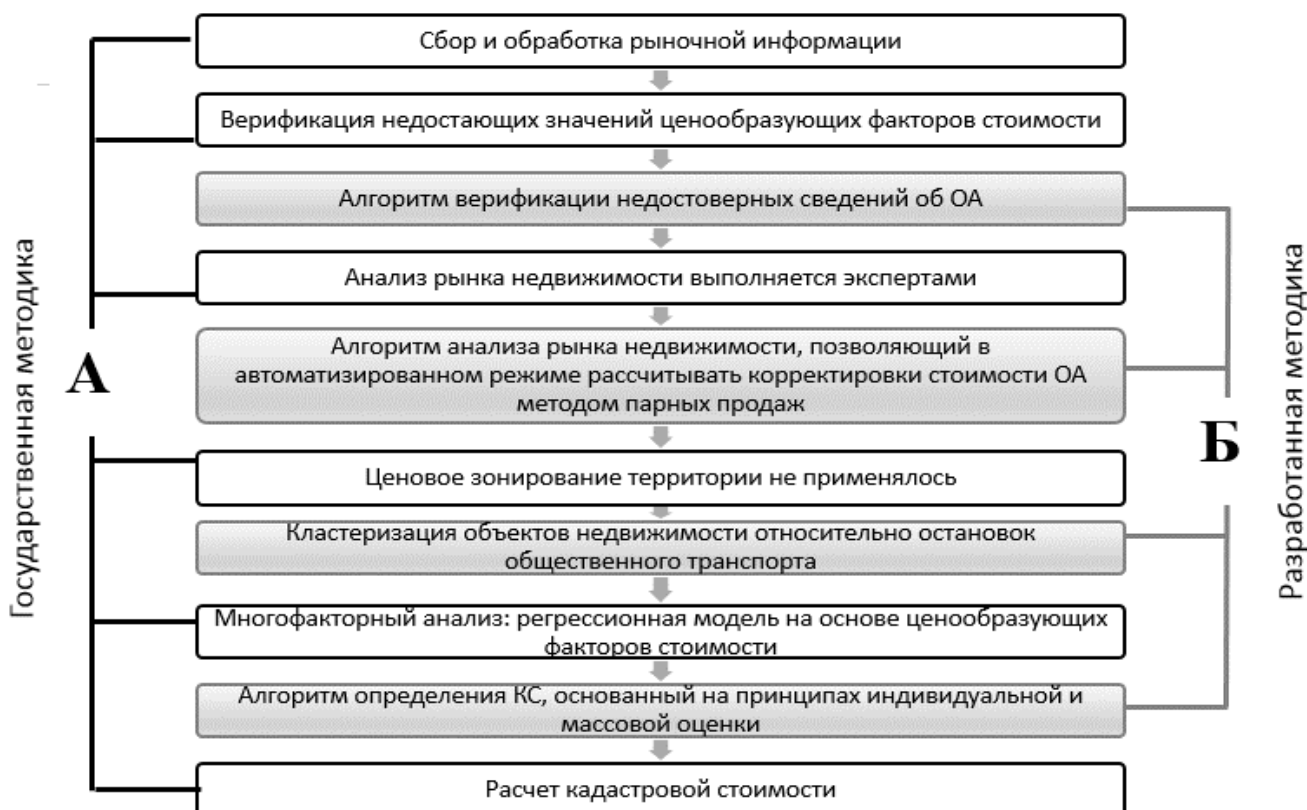 Сбор и обработка рыночной информации
Верификация недостающих значений ценообразующих факторов стоимости
Алгоритм верификации недостоверных сведений об ОА
Анализ рынка недвижимости выполняется экспертами
Алгоритм анализа рынка недвижимости, позволяющий в
автоматизированном режиме рассчитывать корректировки стоимости ОА
методом парных продаж
Ценовое зонирование территории не применялось
Кластеризация объектов недвижимости относительно остановок
общественного транспорта
Многофакторный анализ: регрессионная модель на основе ценообразующих
факторов стоимости
Алгоритм определения КС, основанный на принципах индивидуальной и
массовой оценки
Расчет кадастровой стоимости
Государственная методика
А
Б
Разработанная методика